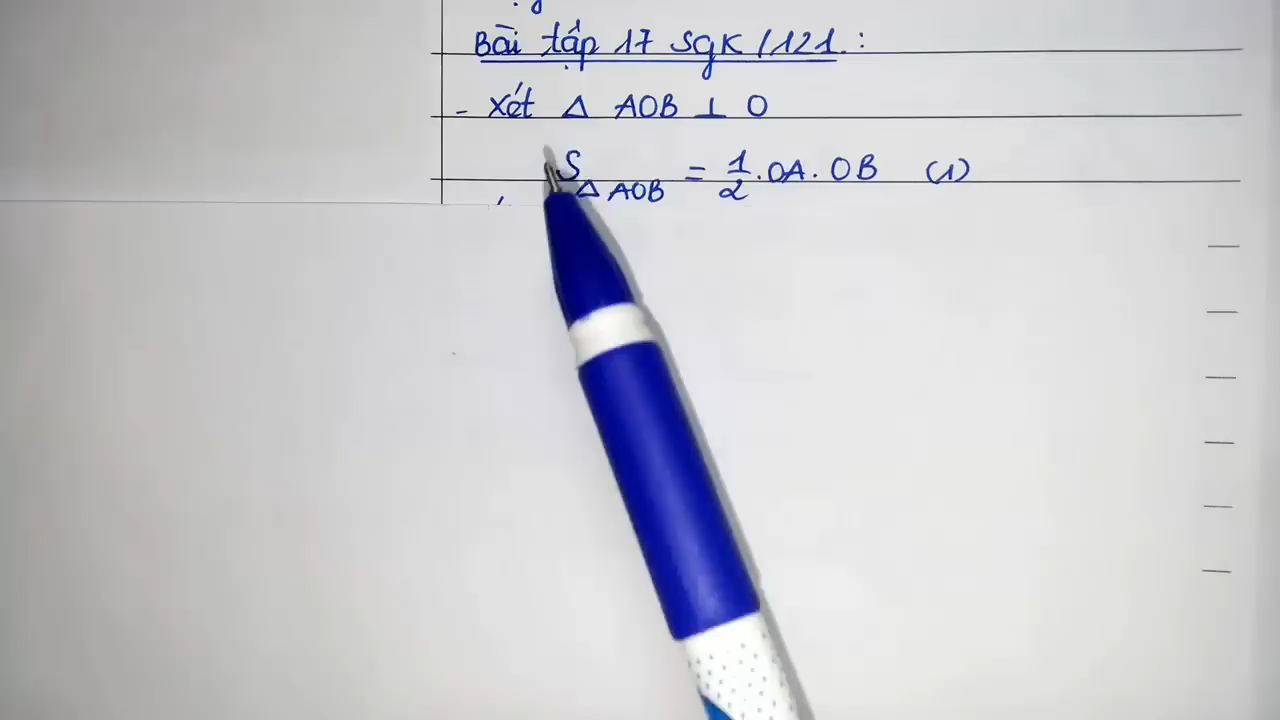 Bài tập 17 SGK/121 :
- Xét Δ AOB ⊥ O
S Δ AOB = 1/2 . OA . OB (1)